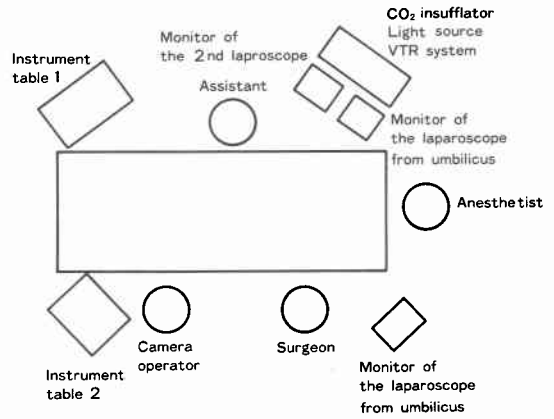 CO₂ insufflator
Light source
VTR system
Monitor of
the 2nd laproscope
Instrument
table 1
Assistant
Monitor of
the laparoscope
from umbilicus
Anesthetist
Camera
operator
Surgeon
Instrument
table 2
Monitor of
the laparoscope
from umbilicus